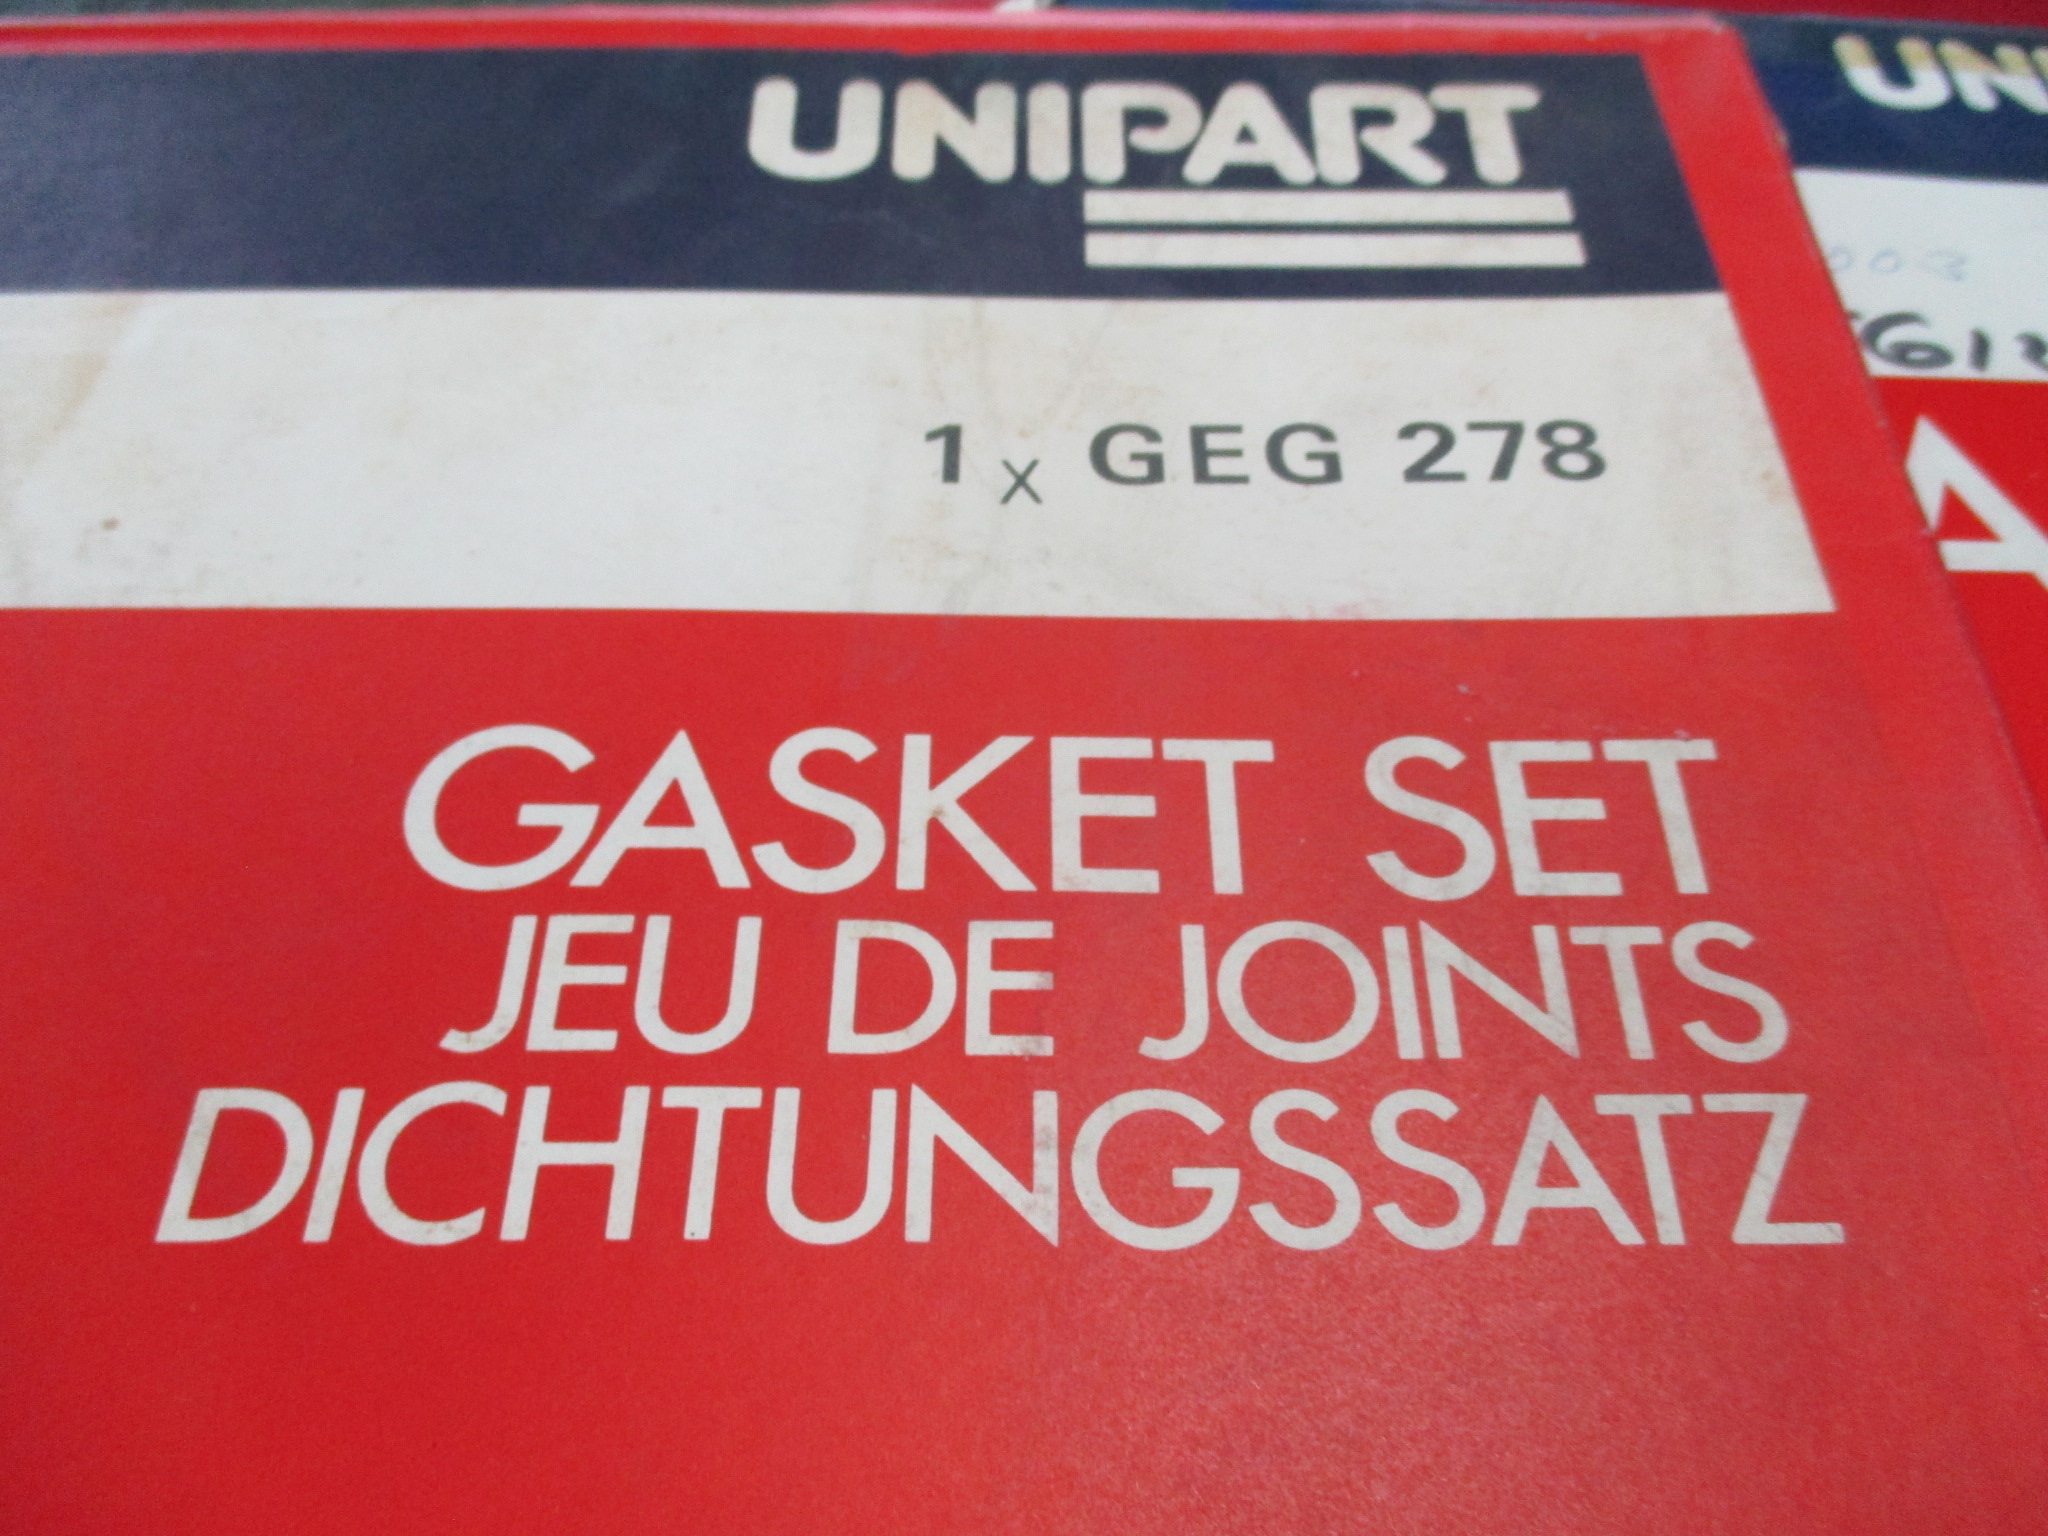 UNIPART
1 x GEG 278
GASKET SET
JEU DE JOINTS
DICHTUNGSSATZ